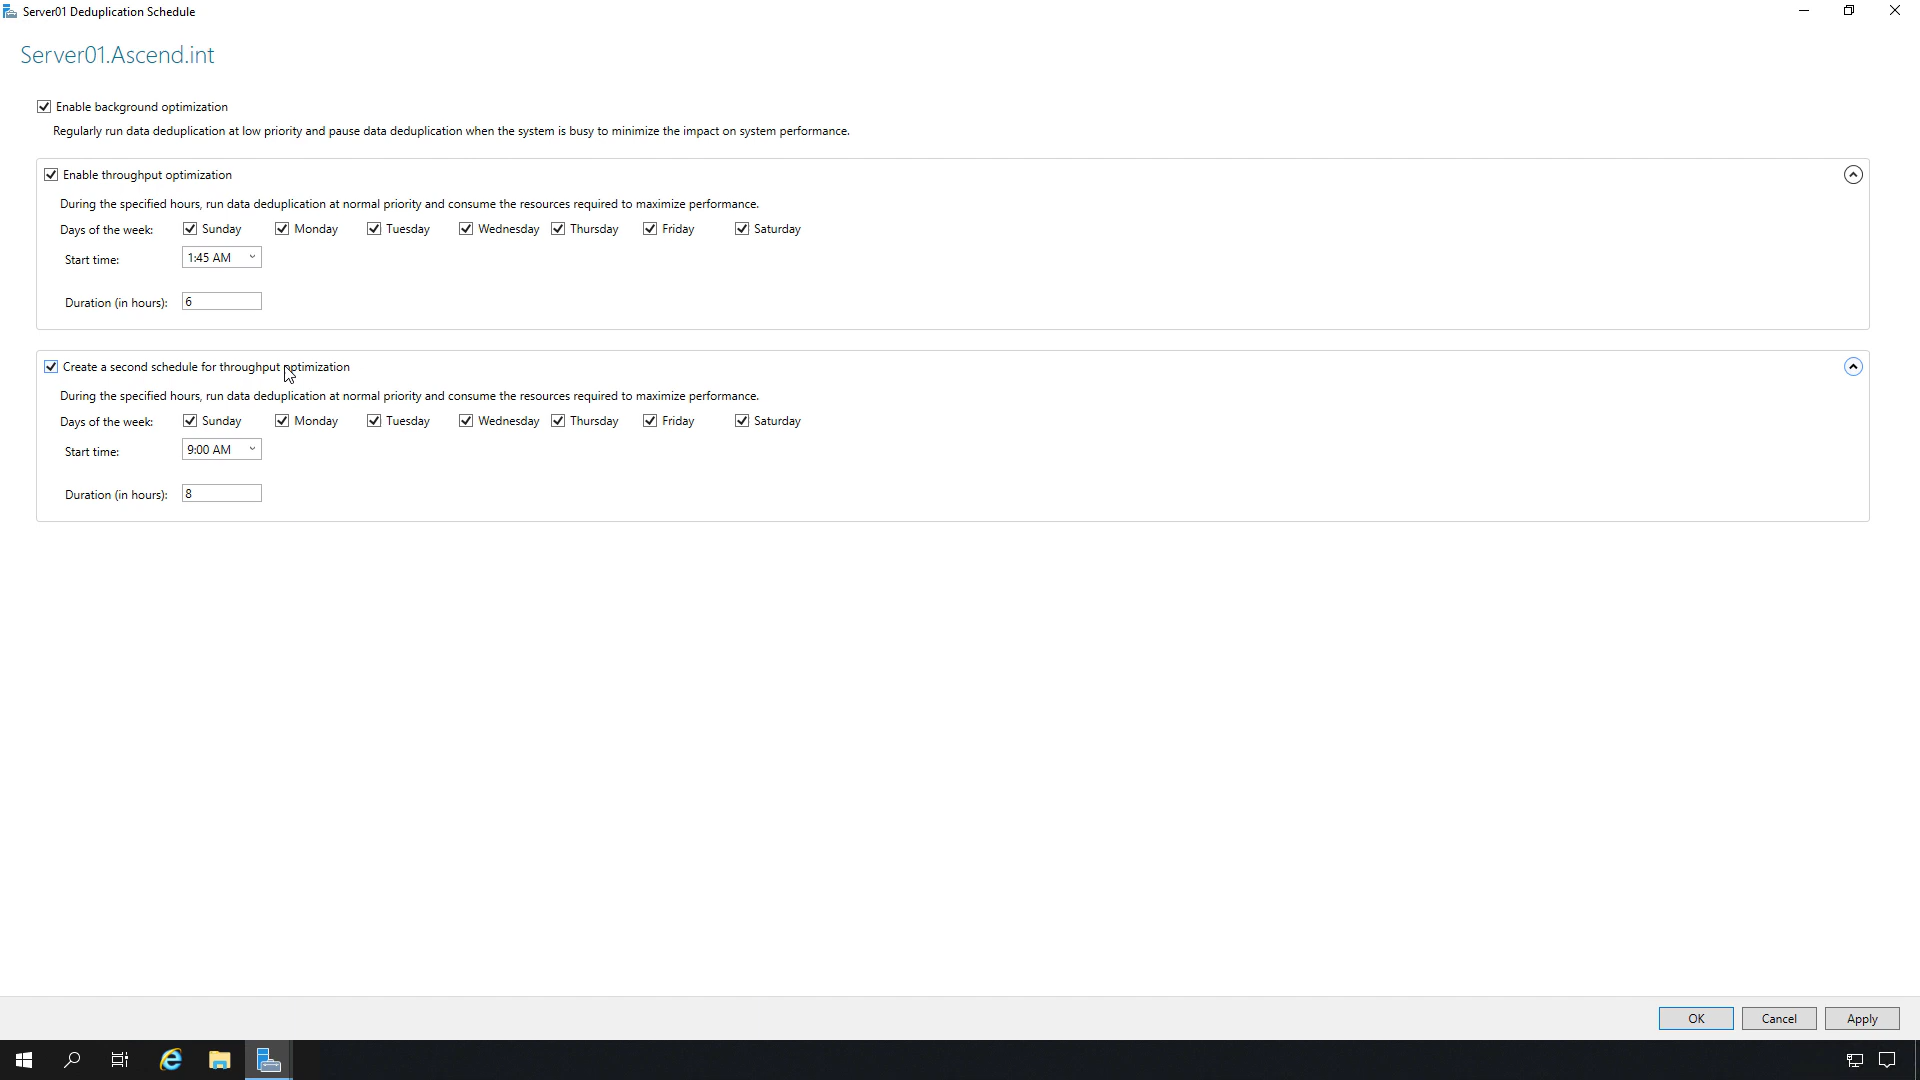 Server01 Deduplication Schedule
Server01.Ascend.int
Enable background optimization
Regularly run data deduplication at low priority and pause data deduplication when the system is busy to minimize the impact on system performance.
Enable throughput optimization
During the specified hours, run data deduplication at normal priority and consume the resources required to maximize performance.
Days of the week: Sunday Monday Tuesday Wednesday Thursday Friday Saturday
Start time: 1:45 AM
Duration (in hours): 6
Create a second schedule for throughput optimization
During the specified hours, run data deduplication at normal priority and consume the resources required to maximize performance.
Days of the week: Sunday Monday Tuesday Wednesday Thursday Friday Saturday
Start time: 9:00 AM
Duration (in hours): 8
OK Cancel Apply